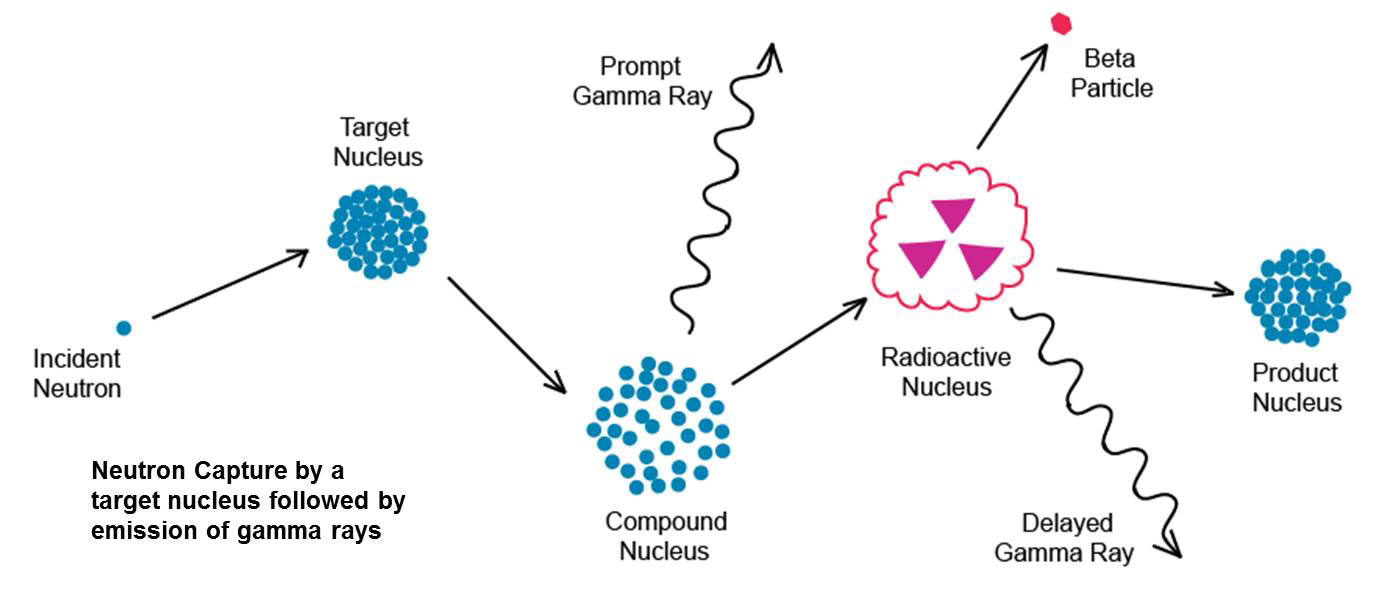 Prompt
Gamma Ray
Beta
Particle
Target
Nucleus
Incident
Neutron
Radioactive
Nucleus
Product
Nucleus
Neutron Capture by a
target nucleus followed by
emission of gamma rays
Compound
Nucleus
Delayed
Gamma Ray